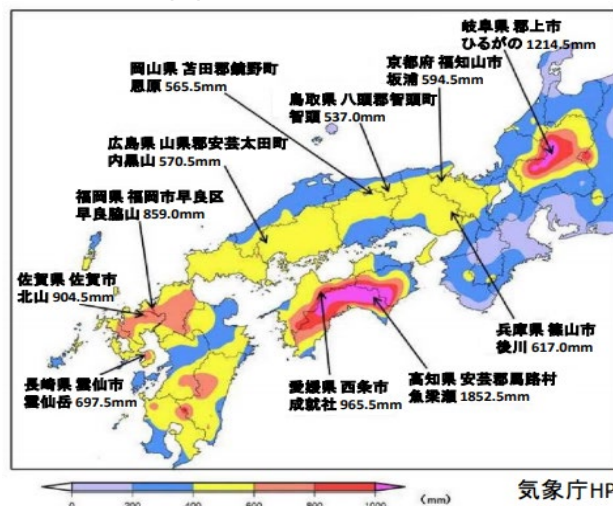 岐阜県 郡上市
ひるがの 1214.5mm
京都府 福知山市
坂浦 594.5mm
岡山県 苫田郡鏡野町
恩原 565.5mm
鳥取県 八頭郡智頭町
智頭 537.0mm
広島県 山県郡安芸太田町
内黒山 570.5mm
福岡県 福岡市早良区
早良脇山 859.0mm
佐賀県 佐賀市
北山 904.5mm
長崎県 雲仙市
雲仙岳 697.5mm
愛媛県 西条市
成就社 965.5mm
高知県 安芸郡馬路村
魚梁瀬 1852.5mm
兵庫県 篠山市
後川 617.0mm
0 200 400 600 800 1000 (mm)
気象庁HP